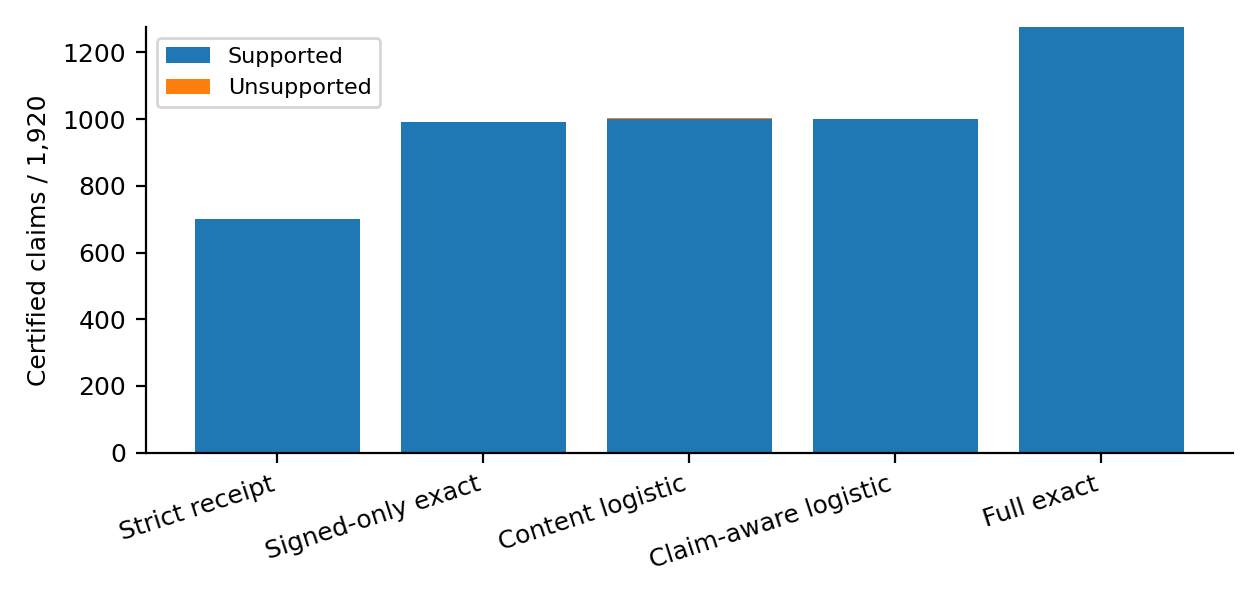 Certified claims / 1,920
1200
1000
800
600
400
200
0
Supported
Unsupported
Strict receipt
Signed-only exact
Content logistic
Claim-aware logistic
Full exact